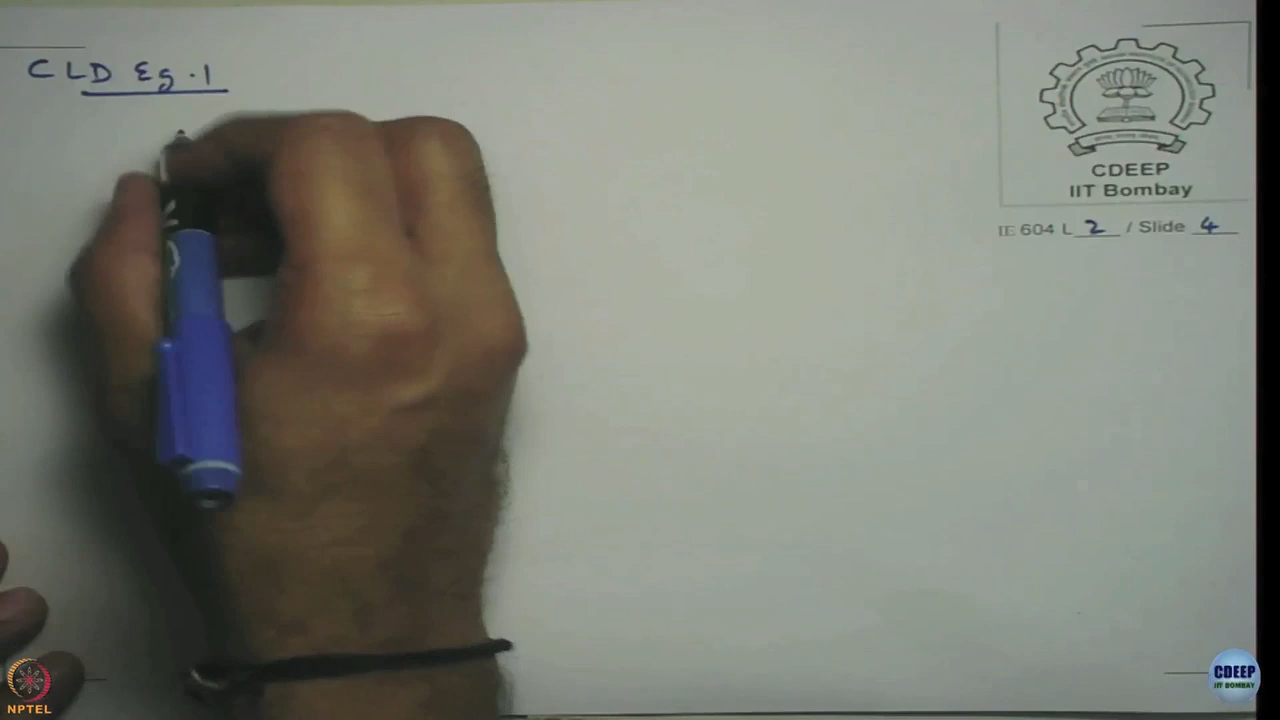 CLD Eg.1
CDEEP
IIT Bombay
IE 604 L 2 / Slide 4
NPTEL
CDEEP
IIT BOMBAY